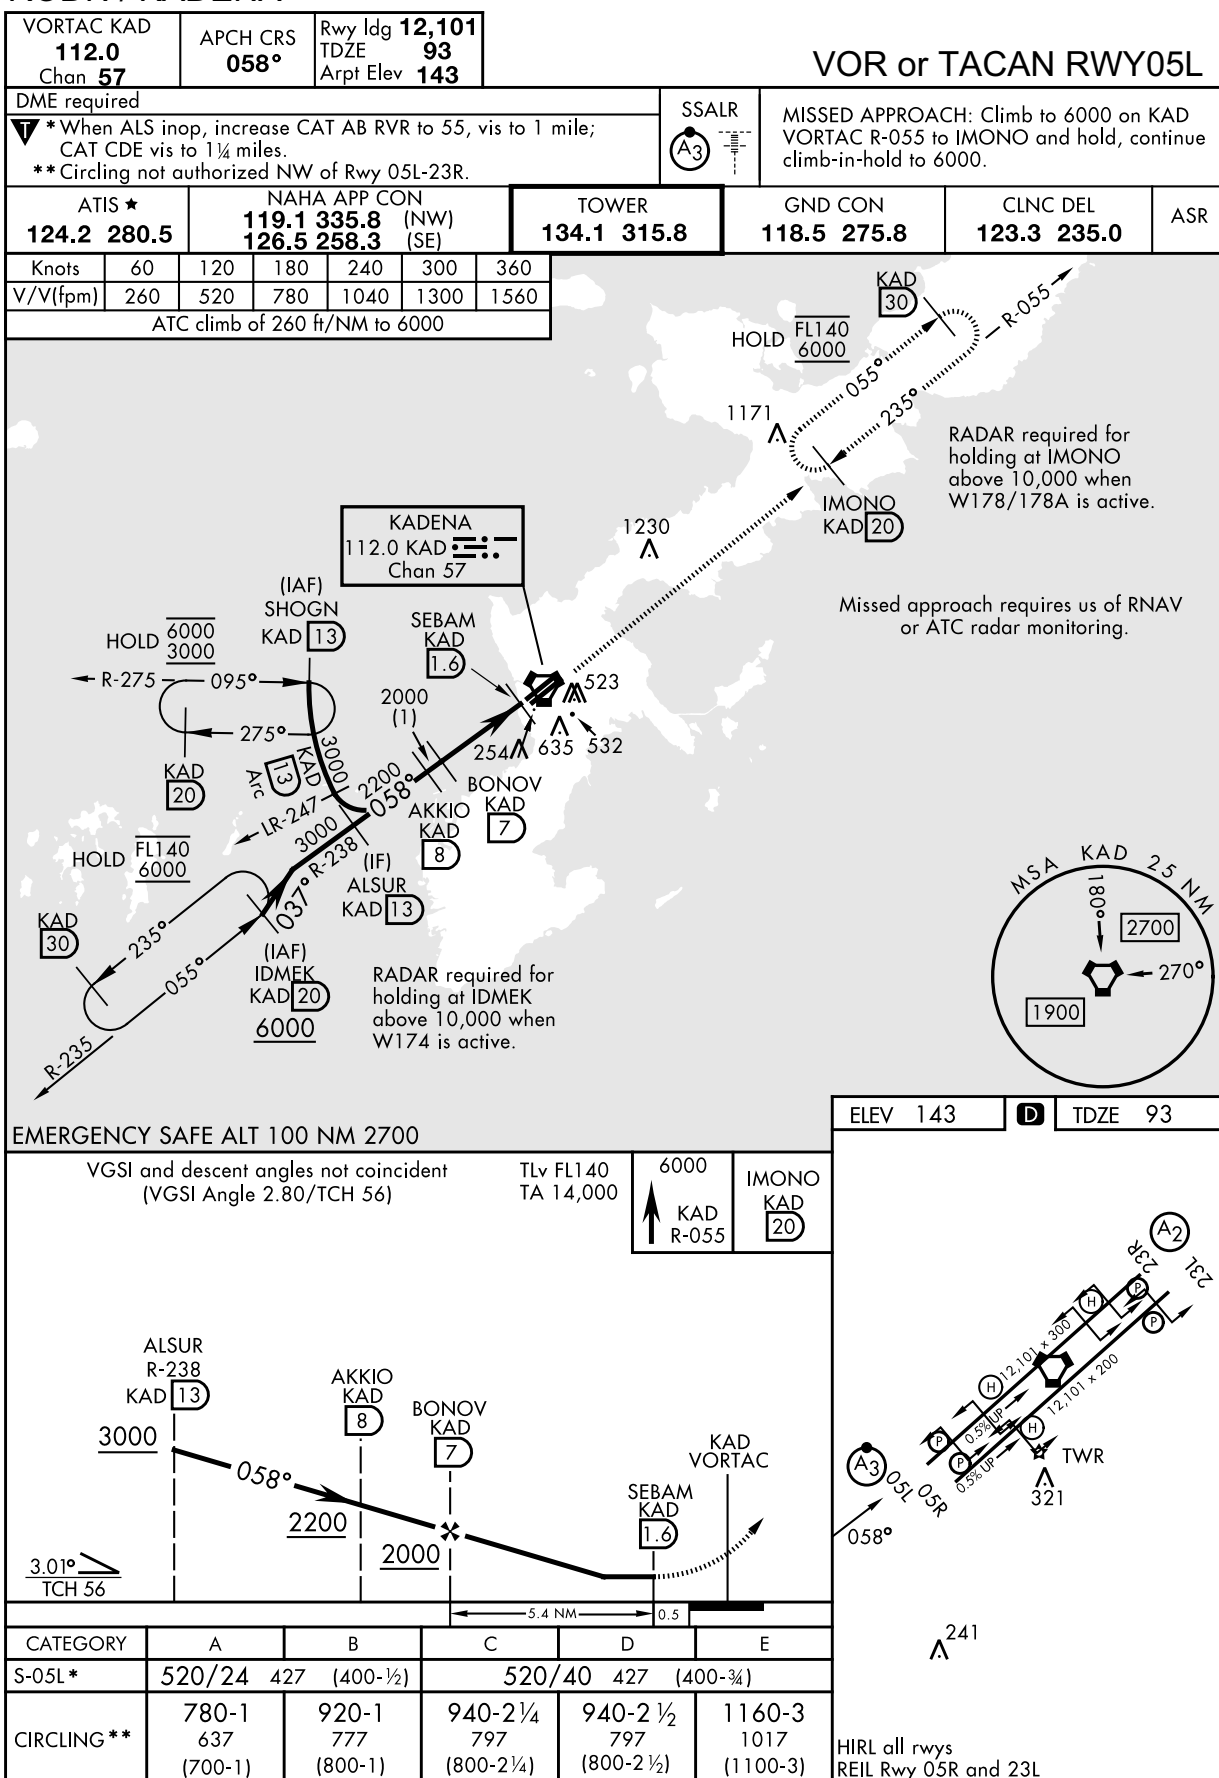 VORTAC KAD
112.0
Chan 57
APCH CRS
058°
Rwy ldg 12,101
TDZE 93
Arpt Elev 143
VOR or TACAN RWY05L
DME required
T * When ALS inop, increase CAT AB RVR to 55, vis to 1 mile;
CAT CDE vis to 1¼ miles.
** Circling not authorized NW of Rwy 05L-23R.
SSALR
A3
MISSED APPROACH: Climb to 6000 on KAD
VORTAC R-055 to IMONO and hold, continue
climb-in-hold to 6000.
ATIS ★
124.2 280.5
NAHA APP CON
119.1 335.8 (NW)
126.5 258.3 (SE)
TOWER
134.1 315.8
GND CON
118.5 275.8
CLNC DEL
123.3 235.0
ASR
Knots 60 120 180 240 300 360
V/V(fpm) 260 520 780 1040 1300 1560
ATC climb of 260 ft/NM to 6000
KAD
30
R-055
HOLD FL140
6000
055°
235°
1171
RADAR required for
holding at IMONO
above 10,000 when
W178/178A is active.
IMONO
KAD 20
KADENA
112.0 KAD
Chan 57
1230
Missed approach requires us of RNAV
or ATC radar monitoring.
(IAF)
SHOGN
KAD 13
HOLD 6000
3000
SEBAM
KAD
1.6
R-275
095°
275°
KAD
20
3000
KAD
13
Arc
2000
(1)
523
254
635
532
2200
058°
LR-247
AKKIO
KAD
8
BONOV
KAD
7
HOLD FL140
6000
3000
R-238
037°
(IF)
ALSUR
KAD 13
KAD
30
235°
055°
R-235
(IAF)
IDMEK
KAD 20
6000
RADAR required for
holding at IDMEK
above 10,000 when
W174 is active.
MSA KAD 25 NM
180°
2700
270°
1900
EMERGENCY SAFE ALT 100 NM 2700
ELEV 143
D
TDZE 93
VGSI and descent angles not coincident
(VGSI Angle 2.80/TCH 56)
TLv FL140
TA 14,000
6000
KAD
R-055
IMONO
KAD
20
ALSUR
R-238
KAD 13
3000
058°
AKKIO
KAD
8
2200
BONOV
KAD
7
2000
SEBAM
KAD
1.6
KAD
VORTAC
3.01°
TCH 56
5.4 NM
0.5
A2
23R
23L
P
H
P
12,101 x 300
H
12,101 x 200
0.5% UP
H
P
P
0.5% UP
TWR
A3
05L
05R
321
058°
241
HIRL all rwys
REIL Rwy 05R and 23L
CATEGORY A B C D E
S-05L* 520/24 427 (400-½) 520/40 427 (400-¾)
CIRCLING**
780-1
637
(700-1)
920-1
777
(800-1)
940-2¼
797
(800-2¼)
940-2½
797
(800-2½)
1160-3
1017
(1100-3)